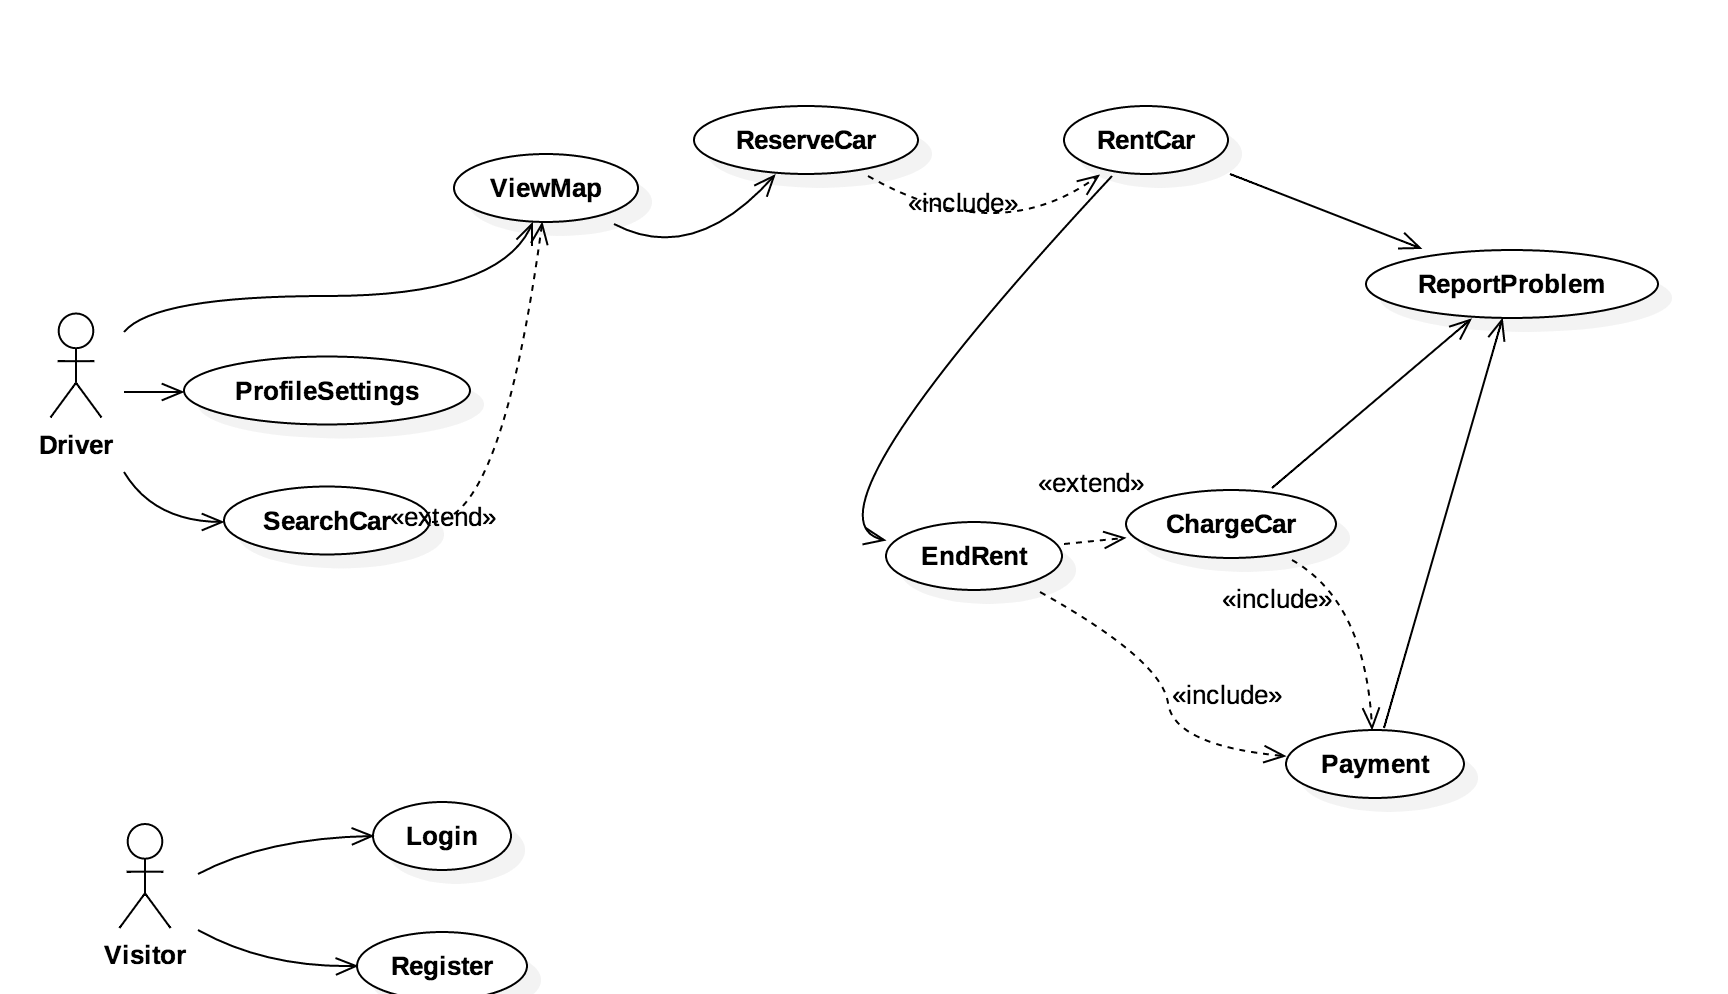 ReserveCar
RentCar
ViewMap
«include»
ReportProblem
ProfileSettings
Driver
«extend»
SearchCar
«extend»
ChargeCar
EndRent
«include»
«include»
Payment
Login
Visitor
Register